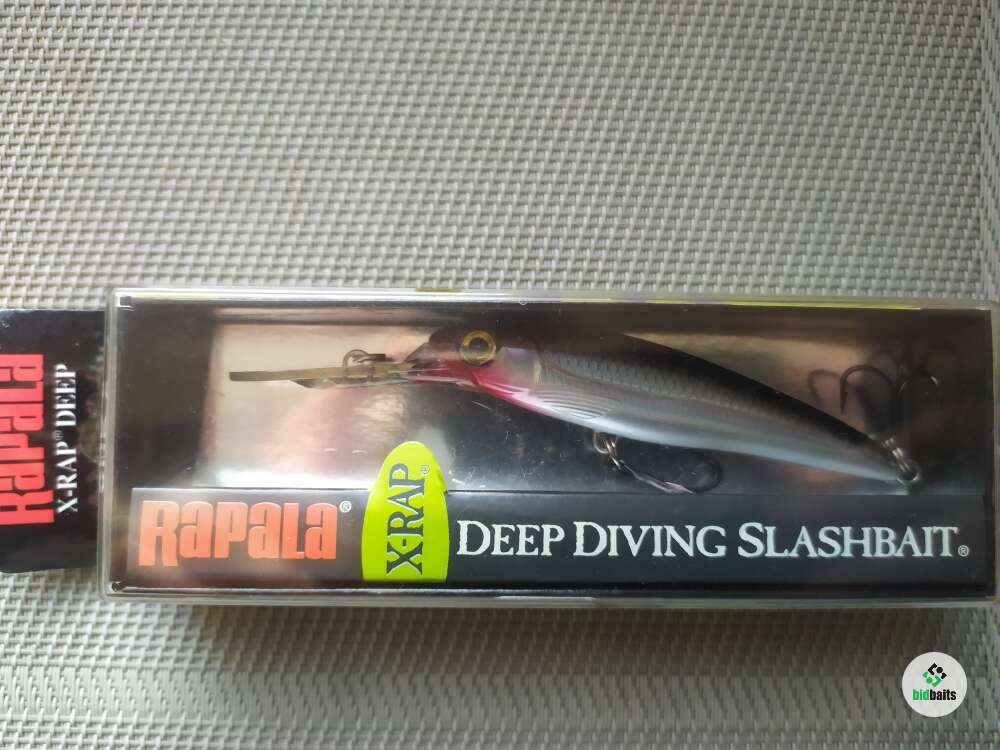 RAPALA
X-RAP® DEEP
RAPALA®
X-RAP®
DEEP DIVING SLASHBAIT®
bidbaits